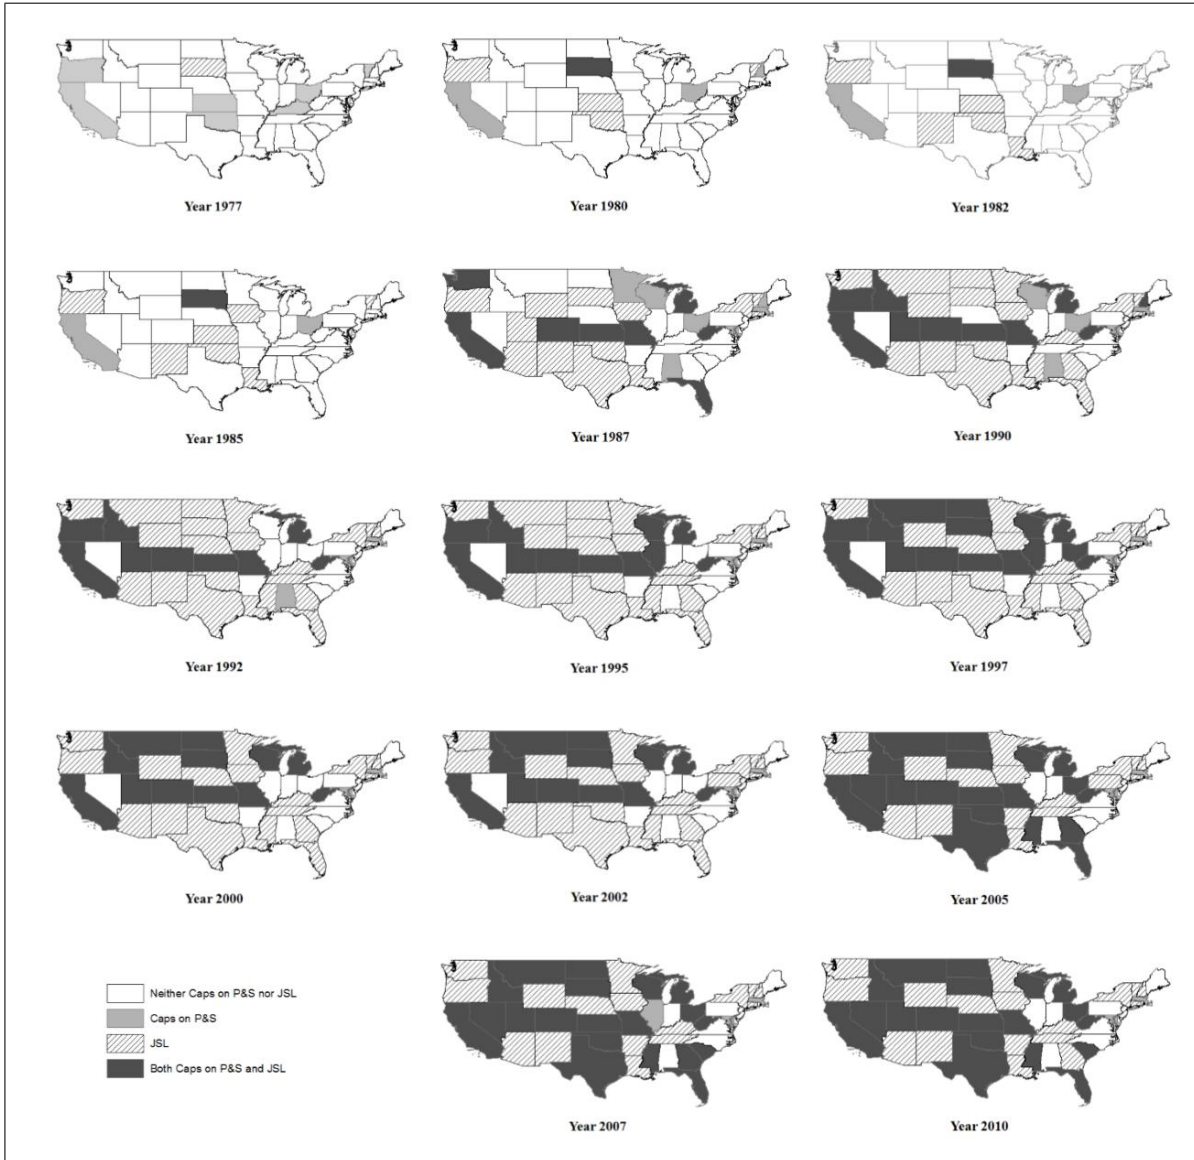 Year 1977
Year 1980
Year 1982
Year 1985
Year 1987
Year 1990
Year 1992
Year 1995
Year 1997
Year 2000
Year 2002
Year 2005
Neither Caps on P&S nor JSL
Caps on P&S
JSL
Both Caps on P&S and JSL
Year 2007
Year 2010